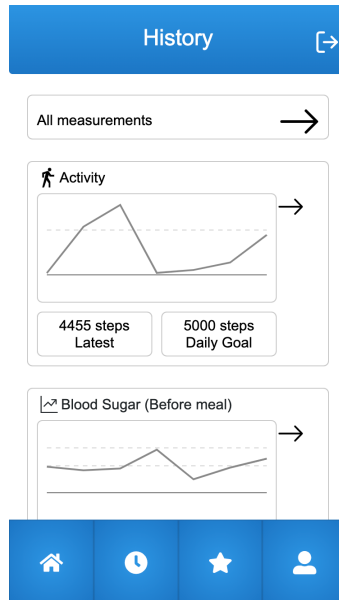 History
All measurements
Activity
4455 steps
Latest
5000 steps
Daily Goal
Blood Sugar (Before meal)